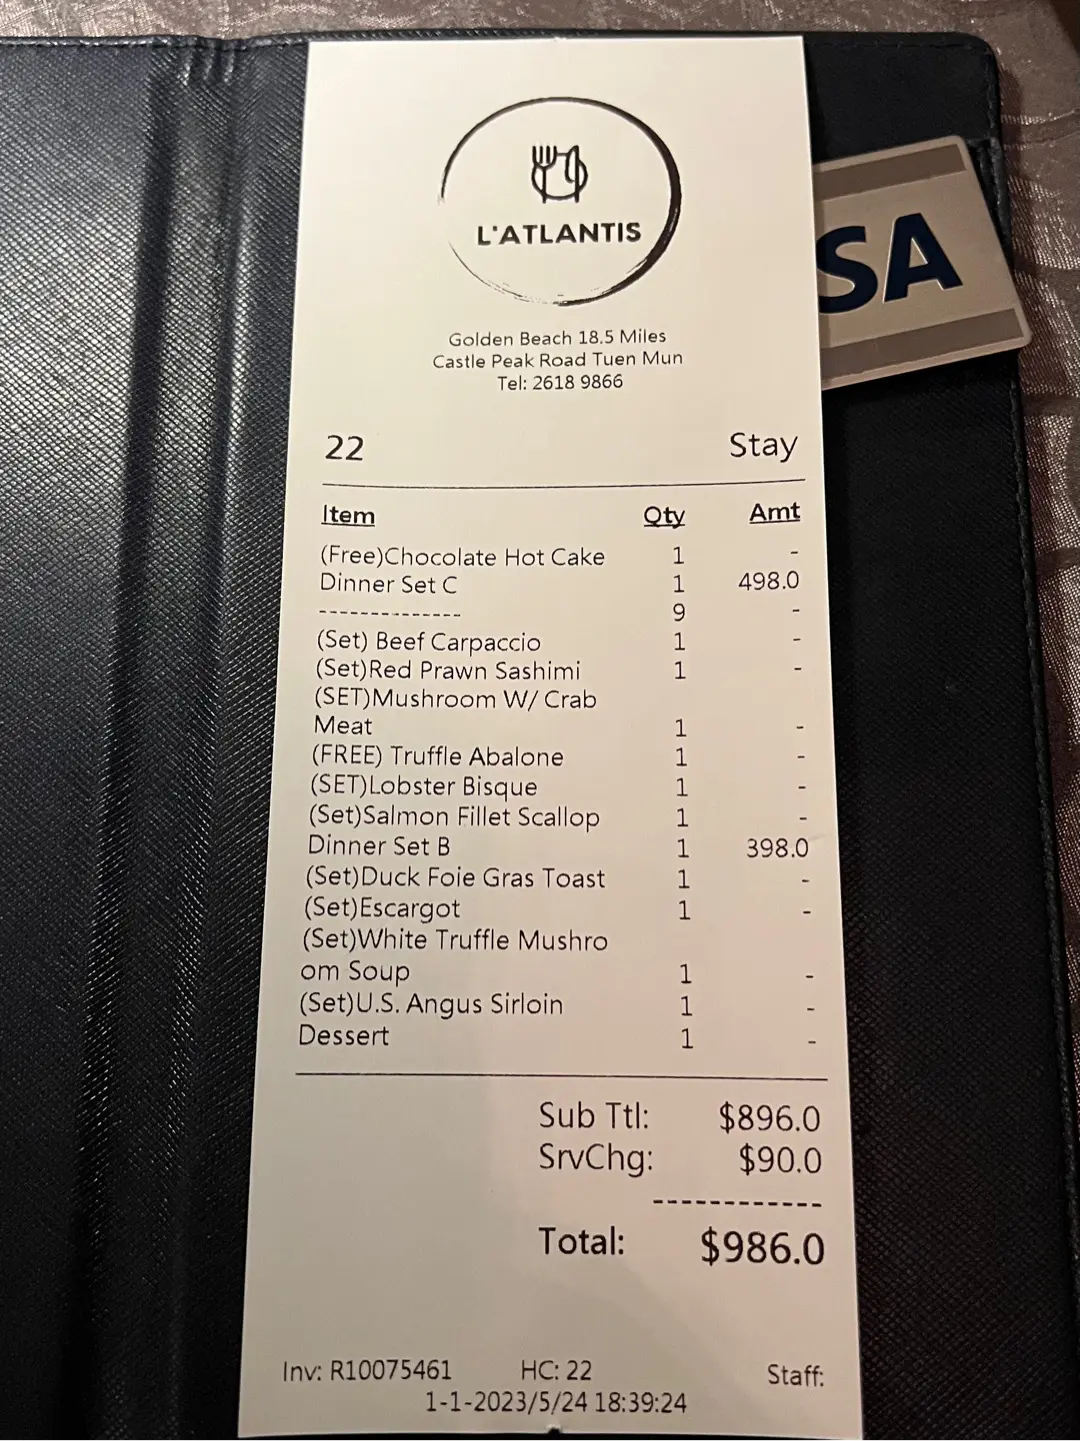 L'ATLANTIS
SA
Golden Beach 18.5 Miles
Castle Peak Road Tuen Mun
Tel: 2618 9866
22 Stay
Item Qty Amt
(Free)Chocolate Hot Cake 1 -
Dinner Set C 1 498.0
-------------- 9 -
(Set) Beef Carpaccio 1 -
(Set)Red Prawn Sashimi 1 -
(SET)Mushroom W/ Crab
Meat 1 -
(FREE) Truffle Abalone 1 -
(SET)Lobster Bisque 1 -
(Set)Salmon Fillet Scallop 1 -
Dinner Set B 1 398.0
(Set)Duck Foie Gras Toast 1 -
(Set)Escargot 1 -
(Set)White Truffle Mushro
om Soup 1 -
(Set)U.S. Angus Sirloin 1 -
Dessert 1 -
Sub Ttl: $896.0
SrvChg: $90.0
------------
Total: $986.0
Inv: R10075461 HC: 22 Staff:
1-1-2023/5/24 18:39:24